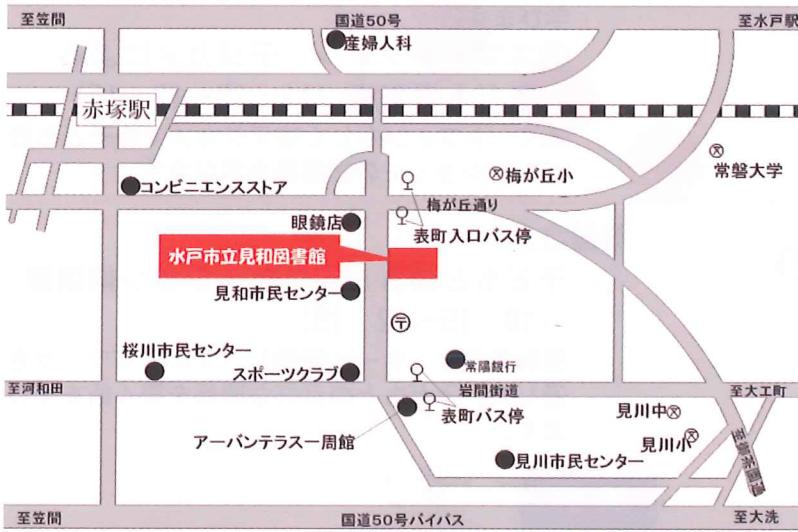 至笠間
国道50号
至水戸駅
産婦人科
赤塚駅
常磐大学
梅が丘小
コンビニエンスストア
梅が丘通り
眼鏡店
表町入口バス停
水戸市立見和図書館
見和市民センター
桜川市民センター
常陽銀行
スポーツクラブ
至河和田
岩間街道
至大工町
表町バス停
見川中
アーバンテラス一周館
見川小
至御茶園通
見川市民センター
至笠間
国道50号バイパス
至大洗